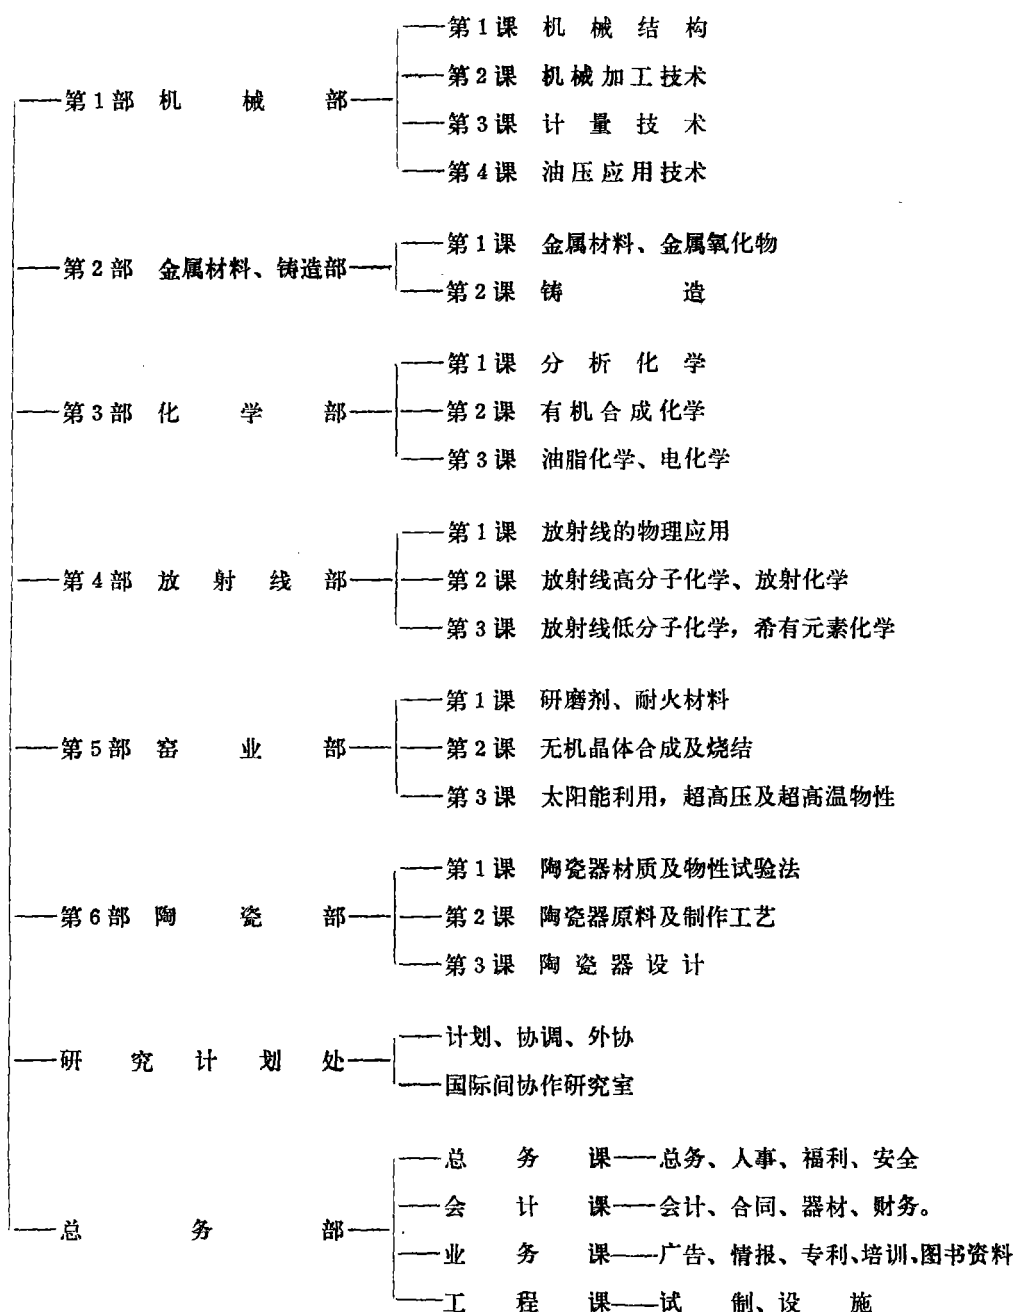 第1课 机械结构
第2课 机械加工技术
第1部 机械部
第3课 计量技术
第4课 油压应用技术
第1课 金属材料、金属氧化物
第2部 金属材料、铸造部
第2课 铸造
第1课 分析化学
第3部 化学部 第2课 有机合成化学
第3课 油脂化学、电化学
第1课 放射线的物理应用
第4部 放射线部 第2课 放射线高分子化学、放射化学
第3课 放射线低分子化学，希有元素化学
第1课 研磨剂、耐火材料
第5部 窑业部 第2课 无机晶体合成及烧结
第3课 太阳能利用，超高压及超高温物性
第1课 陶瓷器材质及物性试验法
第6部 陶瓷部 第2课 陶瓷器原料及制作工艺
第3课 陶瓷器设计
计划、协调、外协
研究计划处
国际间协作研究室
总务课——总务、人事、福利、安全
会计课——会计、合同、器材、财务。
总务部
业务课——广告、情报、专利、培训、图书资料
工程课——试制、设施